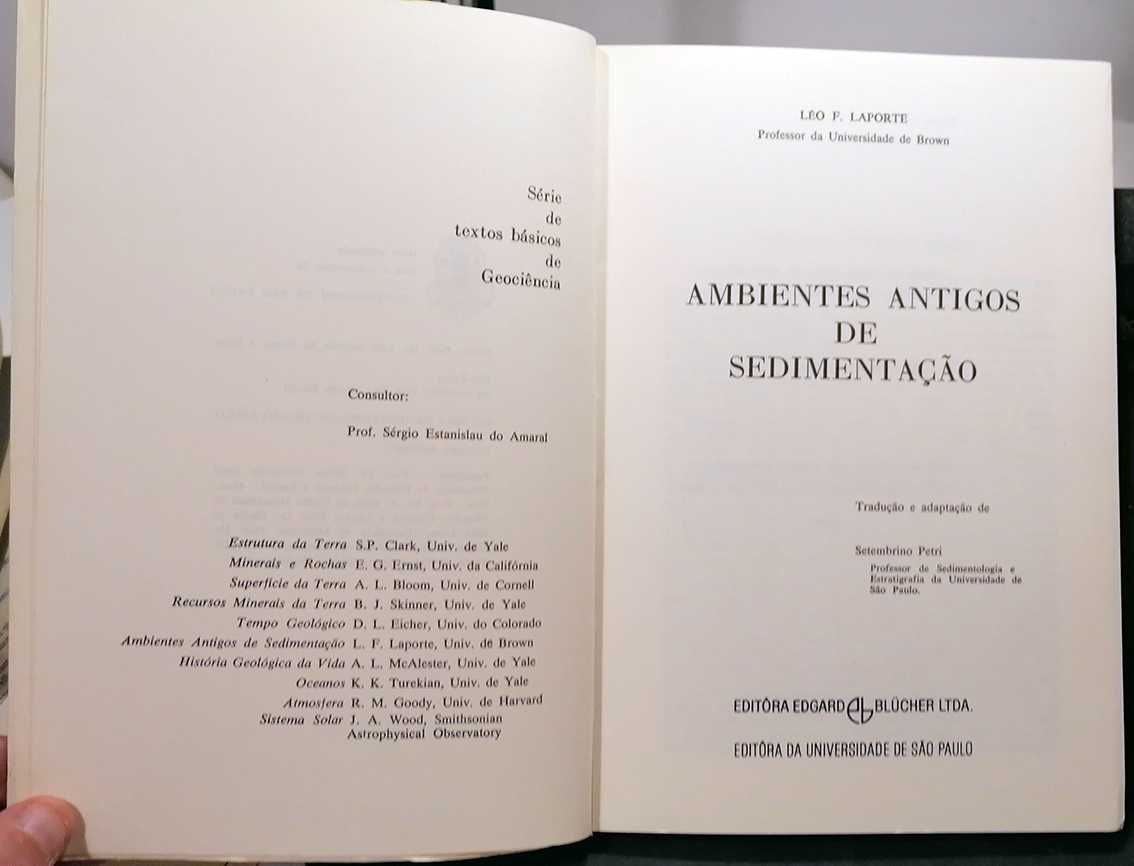 Série
de
textos básicos
de
Geociência
Consultor:
Prof. Sérgio Estanislau do Amaral
Estrutura da Terra S.P. Clark, Univ. de Yale
Minerais e Rochas E. G. Ernst, Univ. da Califórnia
Superfície da Terra A. L. Bloom, Univ. de Cornell
Recursos Minerais da Terra B. J. Skinner, Univ. de Yale
Tempo Geológico D. L. Eicher, Univ. do Colorado
Ambientes Antigos de Sedimentação L. F. Laporte, Univ. de Brown
História Geológica da Vida A. L. McAlester, Univ. de Yale
Oceanos K. K. Turekian, Univ. de Yale
Atmosfera R. M. Goody, Univ. de Harvard
Sistema Solar J. A. Wood, Smithsonian
Astrophysical Observatory
LÉO F. LAPORTE
Professor da Universidade de Brown
AMBIENTES ANTIGOS
DE
SEDIMENTAÇÃO
Tradução e adaptação de
Setembrino Petri
Professor de Sedimentologia e
Estratigrafia da Universidade de
São Paulo.
EDITÔRA EDGARD BLÜCHER LTDA.
EDITÔRA DA UNIVERSIDADE DE SÃO PAULO